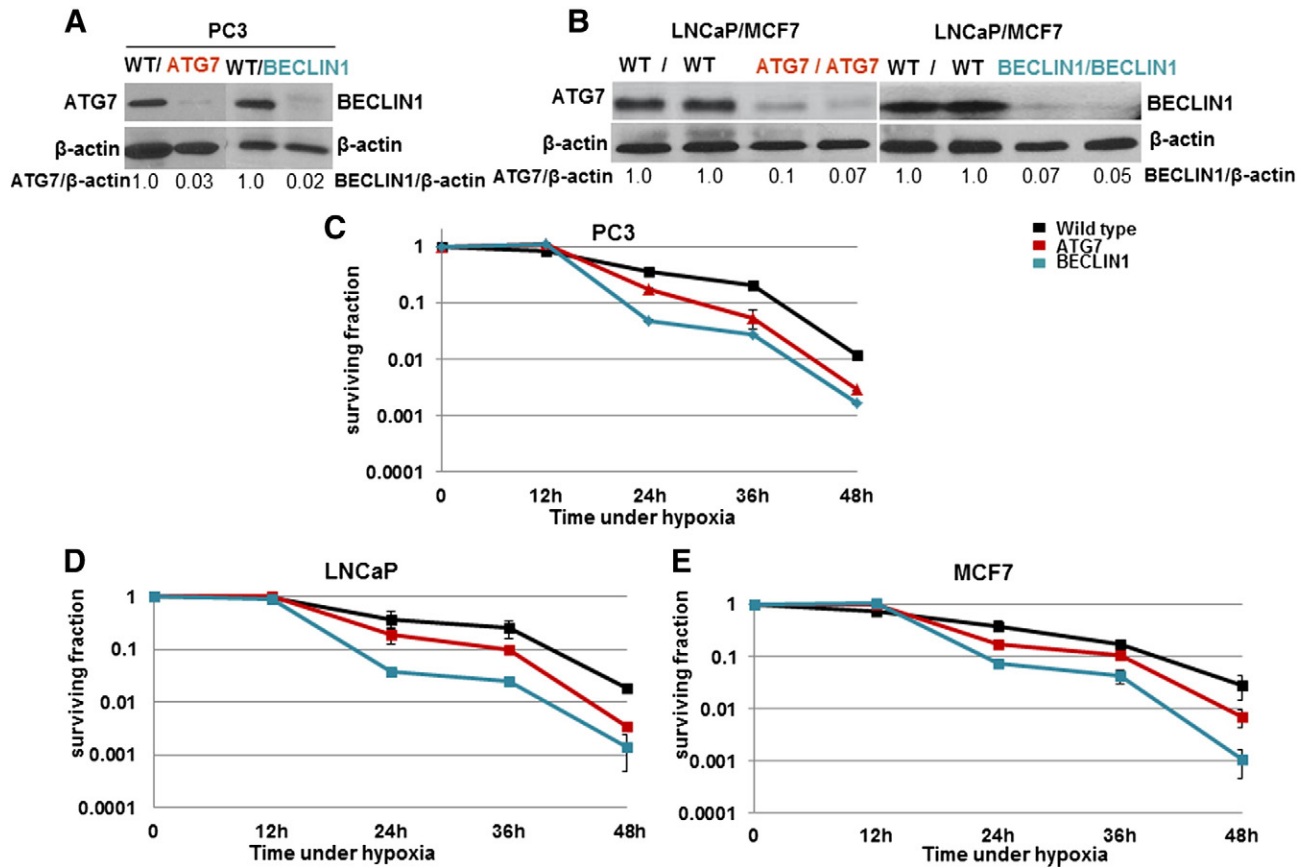 A
PC3
WT/ ATG7 WT/BECLIN1
ATG7 BECLIN1
β-actin β-actin
ATG7/β-actin 1.0 0.03 1.0 0.02 BECLIN1/β-actin
B
LNCaP/MCF7 LNCaP/MCF7
WT / WT ATG7 / ATG7 WT / WT BECLIN1/BECLIN1
ATG7 BECLIN1
β-actin β-actin
ATG7/β-actin 1.0 1.0 0.1 0.07 1.0 1.0 0.07 0.05 BECLIN1/β-actin
C
PC3
Wild type
ATG7
BECLIN1
surviving fraction
1
0.1
0.01
0.001
0.0001
0 12h 24h 36h 48h
Time under hypoxia
D
LNCaP
surviving fraction
1
0.1
0.01
0.001
0.0001
0 12h 24h 36h 48h
Time under hypoxia
E
MCF7
surviving fraction
1
0.1
0.01
0.001
0.0001
0 12h 24h 36h 48h
Time under hypoxia